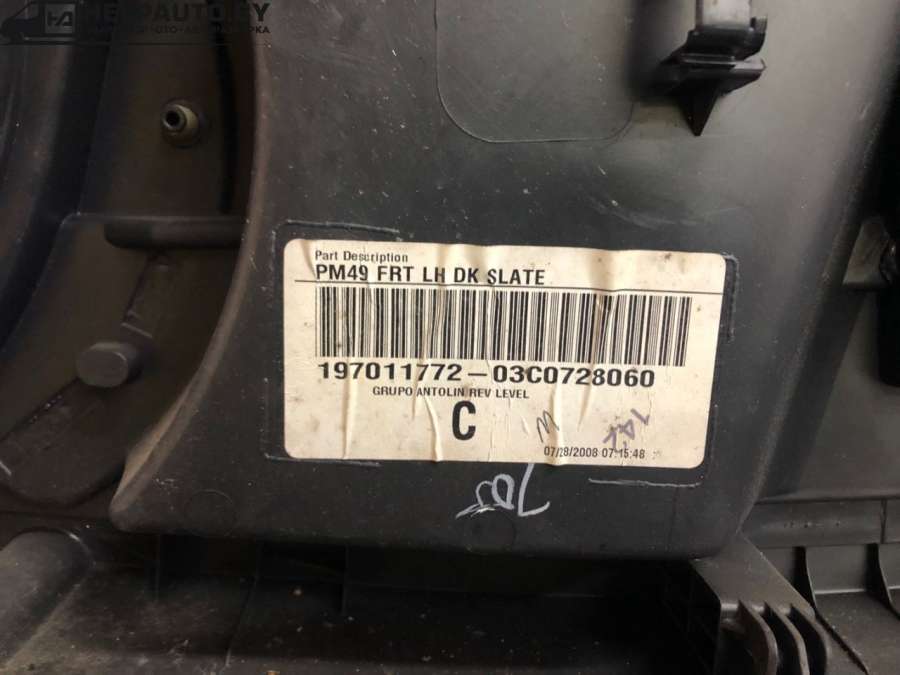 Part Description
PM49 FRT LH DK SLATE
197011772-03C0728060
GRUPO ANTOLIN REV LEVEL
C
07/28/2008 07:15:48